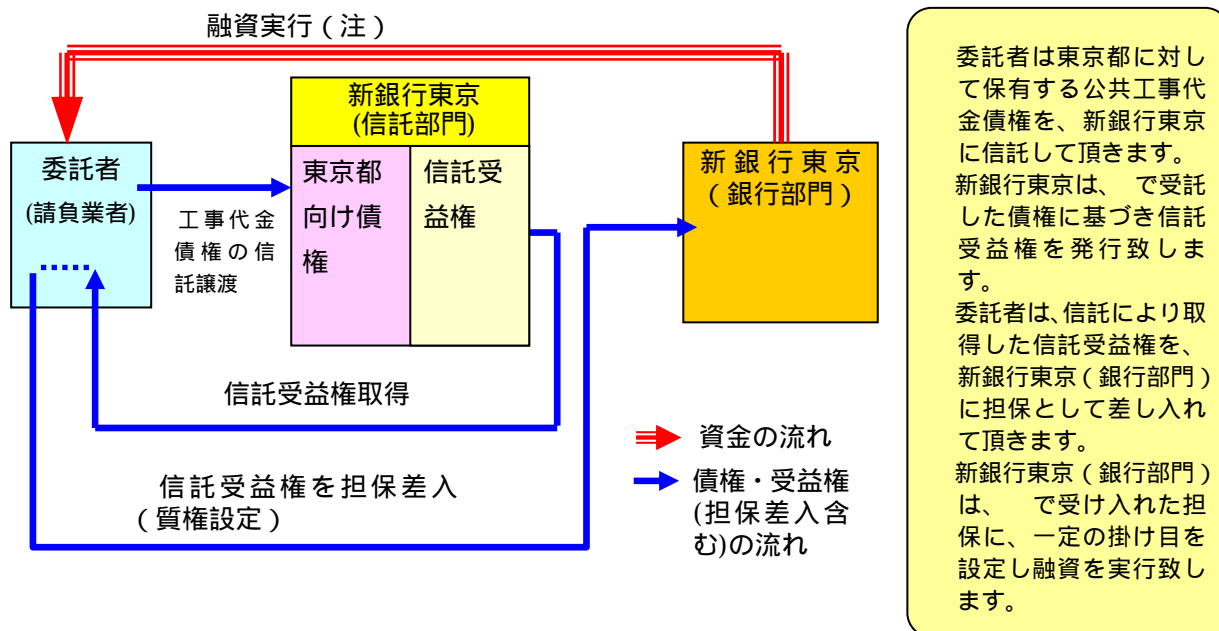 融資実行（注）
新銀行東京
(信託部門)
委託者
(請負業者)
東京都
向け債
権
信託受
益権
新銀行東京
（銀行部門）
工事代金
債権の信
託譲渡
信託受益権取得
信託受益権を担保差入
（質権設定）
資金の流れ
債権・受益権
(担保差入含
む)の流れ
委託者は東京都に対し
て保有する公共工事代
金債権を、新銀行東京
に信託して頂きます。
新銀行東京は、 で受託
した債権に基づき信託
受益権を発行致しま
す。
委託者は、信託により取
得した信託受益権を、
新銀行東京（銀行部門）
に担保として差し入れ
て頂きます。
新銀行東京（銀行部門）
は、 で受け入れた担
保に、一定の掛け目を
設定し融資を実行致し
ます。